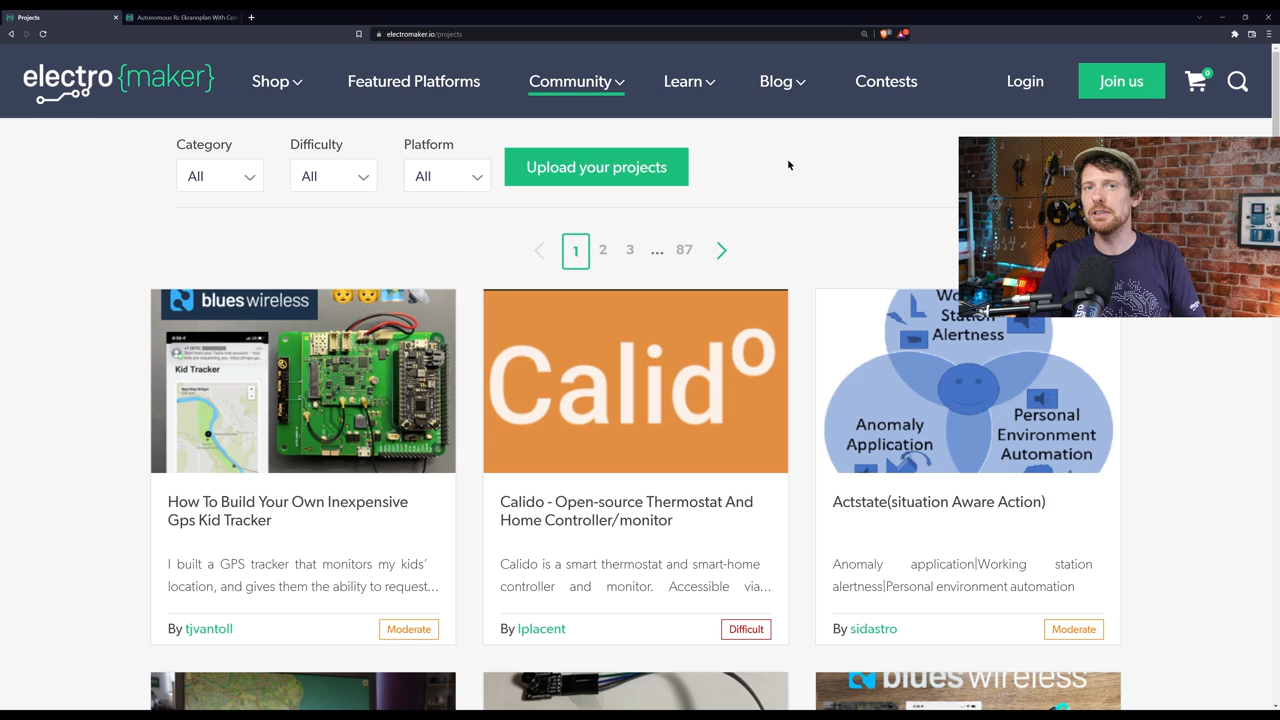 Projects
Autonomous Rc Ekranoplan With Con
electromaker.io/projects
electro {maker}
Shop
Featured Platforms
Community
Learn
Blog
Contests
Login
Join us
0
Category
Difficulty
Platform
All
All
All
Upload your projects
1 2 3 ... 87
blues wireless
Kid Tracker
Calido
Station
Alertness
Anomaly
Application
Personal
Environment
Automation
How To Build Your Own Inexpensive
Gps Kid Tracker
I built a GPS tracker that monitors my kids'
location, and gives them the ability to request...
By tjvantoll
Moderate
Calido - Open-source Thermostat And
Home Controller/monitor
Calido is a smart thermostat and smart-home
controller and monitor. Accessible via...
By lplacent
Difficult
Actstate(situation Aware Action)
Anomaly application|Working station
alertness|Personal environment automation
By sidastro
Moderate
blues wireless